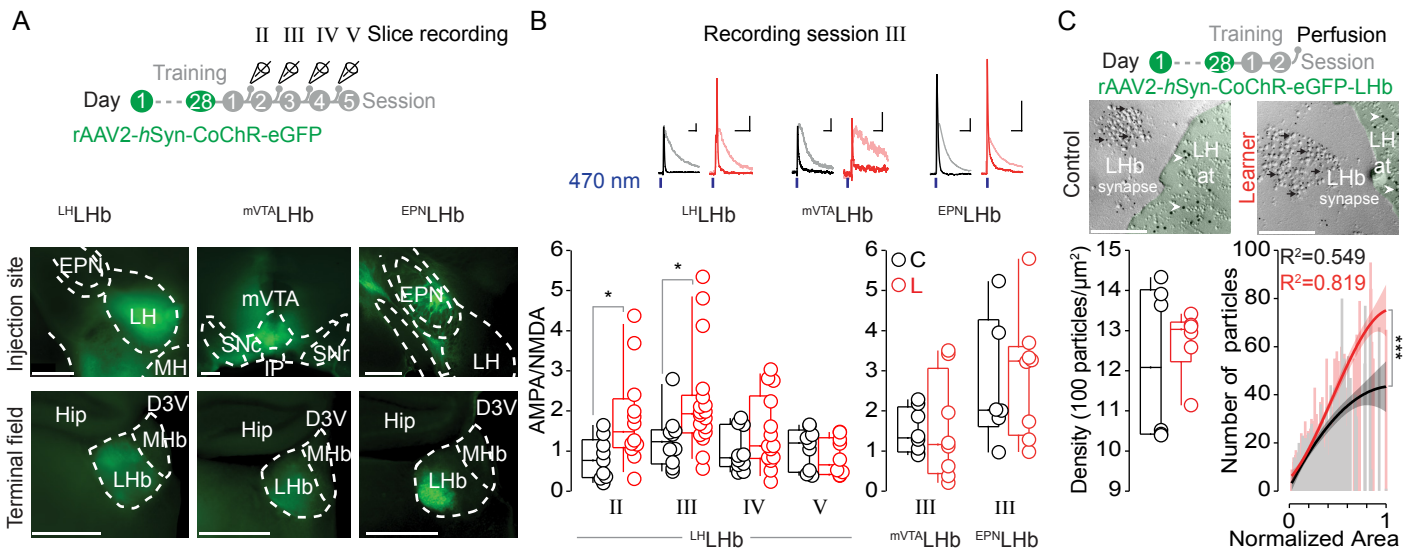 A
II III IV V Slice recording
Training
Day 1 28 1 2 3 4 5 Session
rAAV2-hSyn-CoChR-eGFP
LHLHb mVTALHb EPNLHb
Injection site
EPN
LH
MH
mVTA
SNc
SNr
IP
EPN
LH
Terminal field
Hip
D3V
MHb
LHb
Hip
D3V
MHb
LHb
Hip
D3V
MHb
LHb
B
Recording session III
470 nm
LHLHb mVTALHb EPNLHb
AMPA/NMDA
6
5
4
3
2
1
0
*
*
II III IV V
LHLHb
6
5
4
3
2
1
0
C
L
III III
mVTALHb EPNLHb
C
Training Perfusion
Day 1 28 1 2 Session
rAAV2-hSyn-CoChR-eGFP-LHb
Control
LHb
synapse
LH
at
Learner
LHb
synapse
LH
at
Density (100 particles/µm²)
15
14
13
12
11
10
9
Number of particles
100
80
60
40
20
0
R²=0.549
R²=0.819
***
0 1
Normalized Area